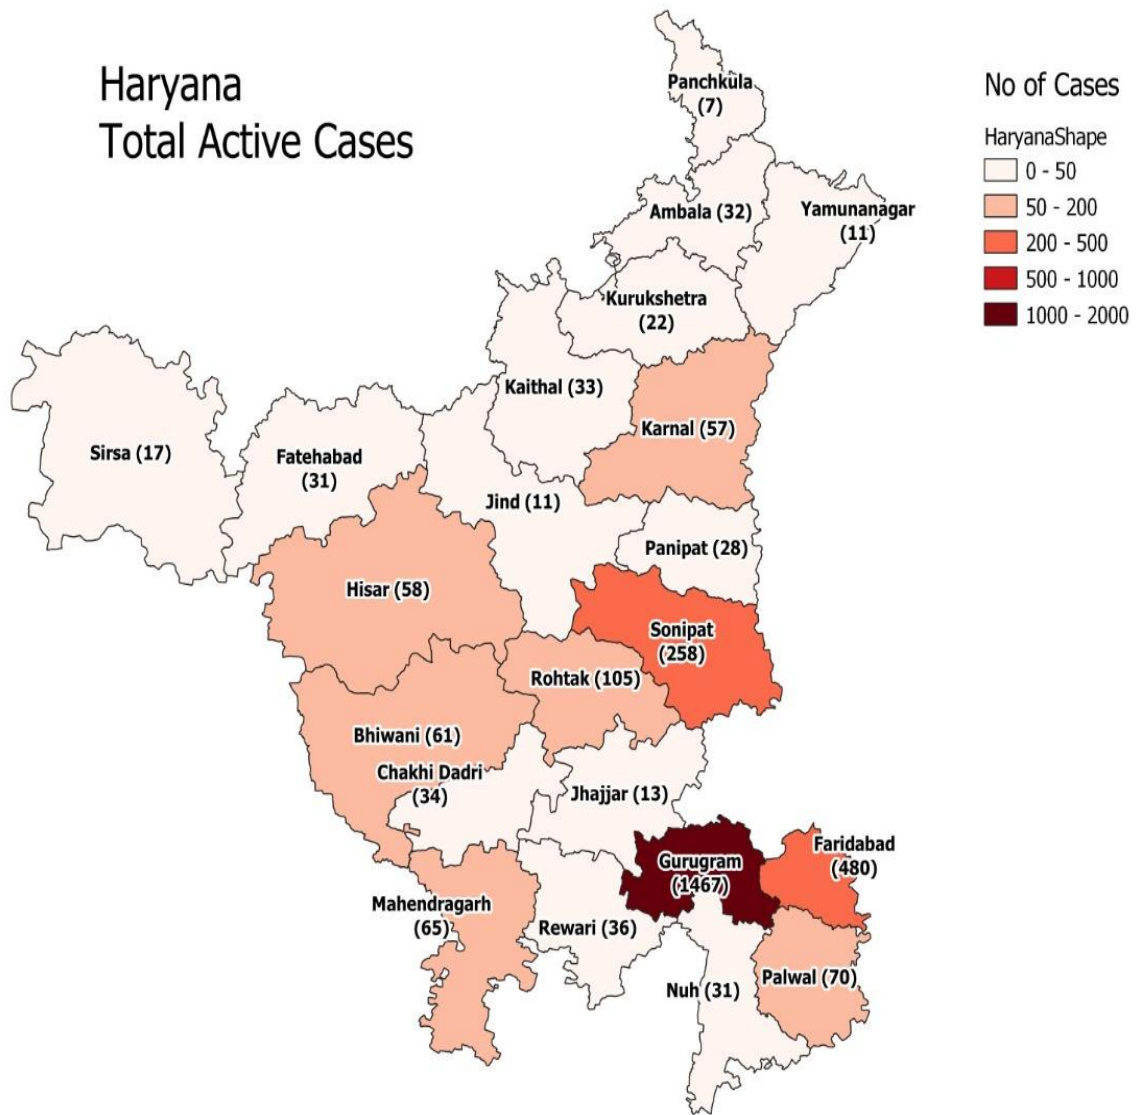 Haryana
Total Active Cases
No of Cases
HaryanaShape
0 - 50
50 - 200
200 - 500
500 - 1000
1000 - 2000
Panchkula
(7)
Ambala (32)
Yamunanagar
(11)
Kurukshetra
(22)
Kaithal (33)
Karnal (57)
Sirsa (17)
Fatehabad
(31)
Jind (11)
Panipat (28)
Hisar (58)
Sonipat
(258)
Rohtak (105)
Bhiwani (61)
Chakhi Dadri
(34)
Jhajjar (13)
Gurugram
(1467)
Faridabad
(480)
Mahendragarh
(65)
Rewari (36)
Nuh (31)
Palwal (70)